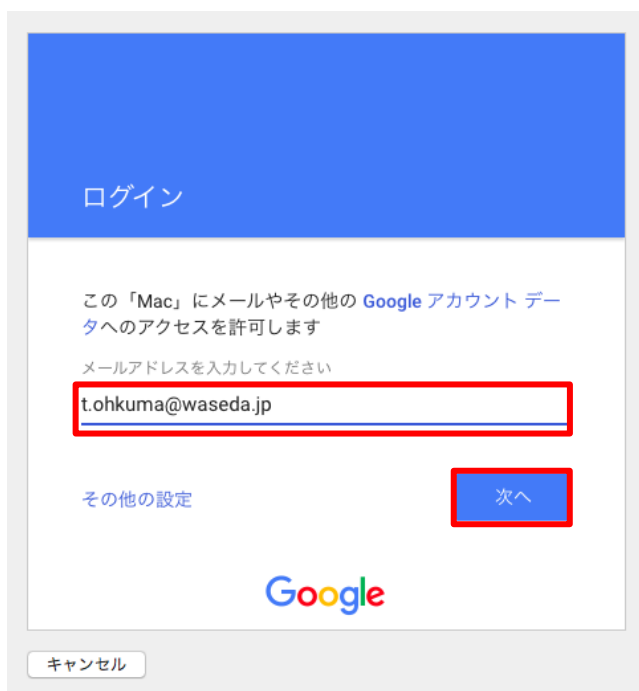 ログイン
この「Mac」にメールやその他の Google アカウント デー
タへのアクセスを許可します
メールアドレスを入力してください
t.ohkuma@waseda.jp
その他の設定
次へ
Google
キャンセル